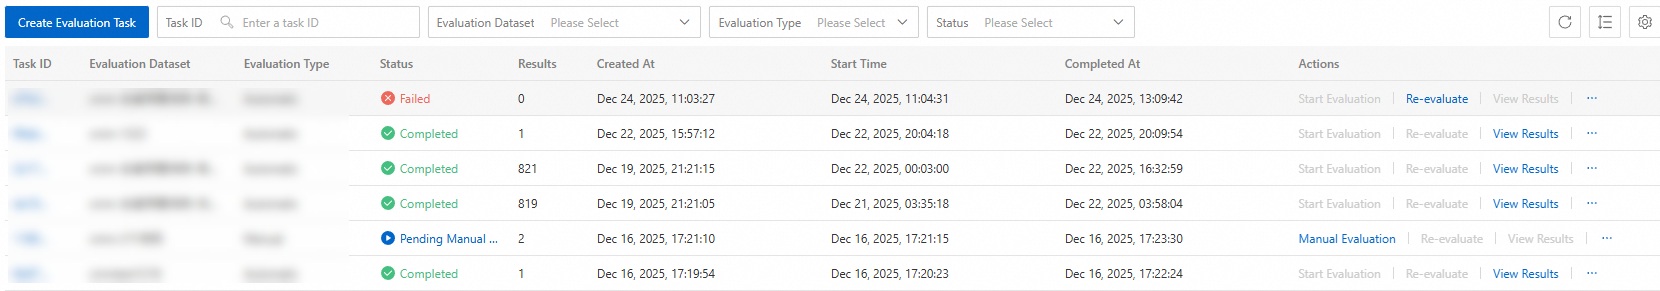 Create Evaluation Task Task ID Enter a task ID Evaluation Dataset Please Select Evaluation Type Please Select Status Please Select
Task ID Evaluation Dataset Evaluation Type Status Results Created At Start Time Completed At Actions
Failed 0 Dec 24, 2025, 11:03:27 Dec 24, 2025, 11:04:31 Dec 24, 2025, 13:09:42 Start Evaluation Re-evaluate View Results ···
Completed 1 Dec 22, 2025, 15:57:12 Dec 22, 2025, 20:04:18 Dec 22, 2025, 20:09:54 Start Evaluation Re-evaluate View Results ···
Completed 821 Dec 19, 2025, 21:21:15 Dec 22, 2025, 00:03:00 Dec 22, 2025, 16:32:59 Start Evaluation Re-evaluate View Results ···
Completed 819 Dec 19, 2025, 21:21:05 Dec 21, 2025, 03:35:18 Dec 22, 2025, 03:58:04 Start Evaluation Re-evaluate View Results ···
Pending Manual ... 2 Dec 16, 2025, 17:21:10 Dec 16, 2025, 17:21:15 Dec 16, 2025, 17:23:30 Manual Evaluation Re-evaluate View Results ···
Completed 1 Dec 16, 2025, 17:19:54 Dec 16, 2025, 17:20:23 Dec 16, 2025, 17:22:24 Start Evaluation Re-evaluate View Results ···